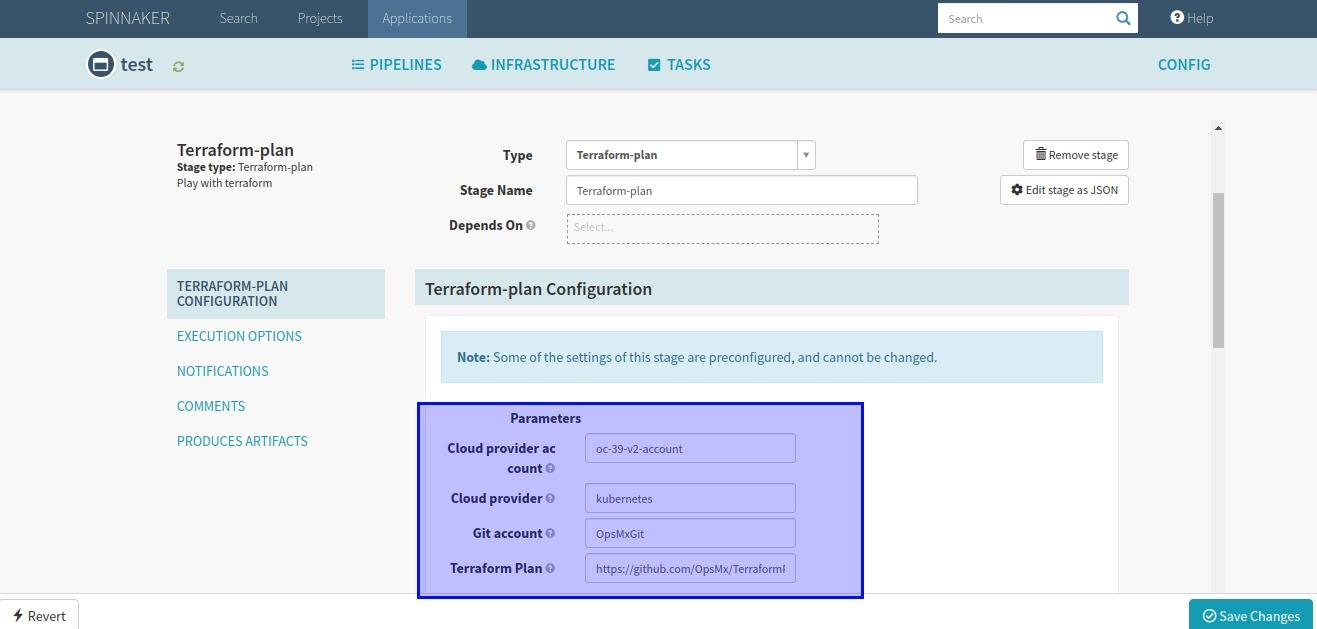 SPINNAKER Search Projects Applications Search Help
test PIPELINES INFRASTRUCTURE TASKS CONFIG
Terraform-plan
Stage type: Terraform-plan
Play with terraform
Type Terraform-plan Remove stage
Stage Name Terraform-plan Edit stage as JSON
Depends On Select...
TERRAFORM-PLAN
CONFIGURATION
EXECUTION OPTIONS
NOTIFICATIONS
COMMENTS
PRODUCES ARTIFACTS
Terraform-plan Configuration
Note: Some of the settings of this stage are preconfigured, and cannot be changed.
Parameters
Cloud provider ac
count oc-39-v2-account
Cloud provider kubernetes
Git account OpsMxGit
Terraform Plan https://github.com/OpsMx/Terraform
Revert Save Changes